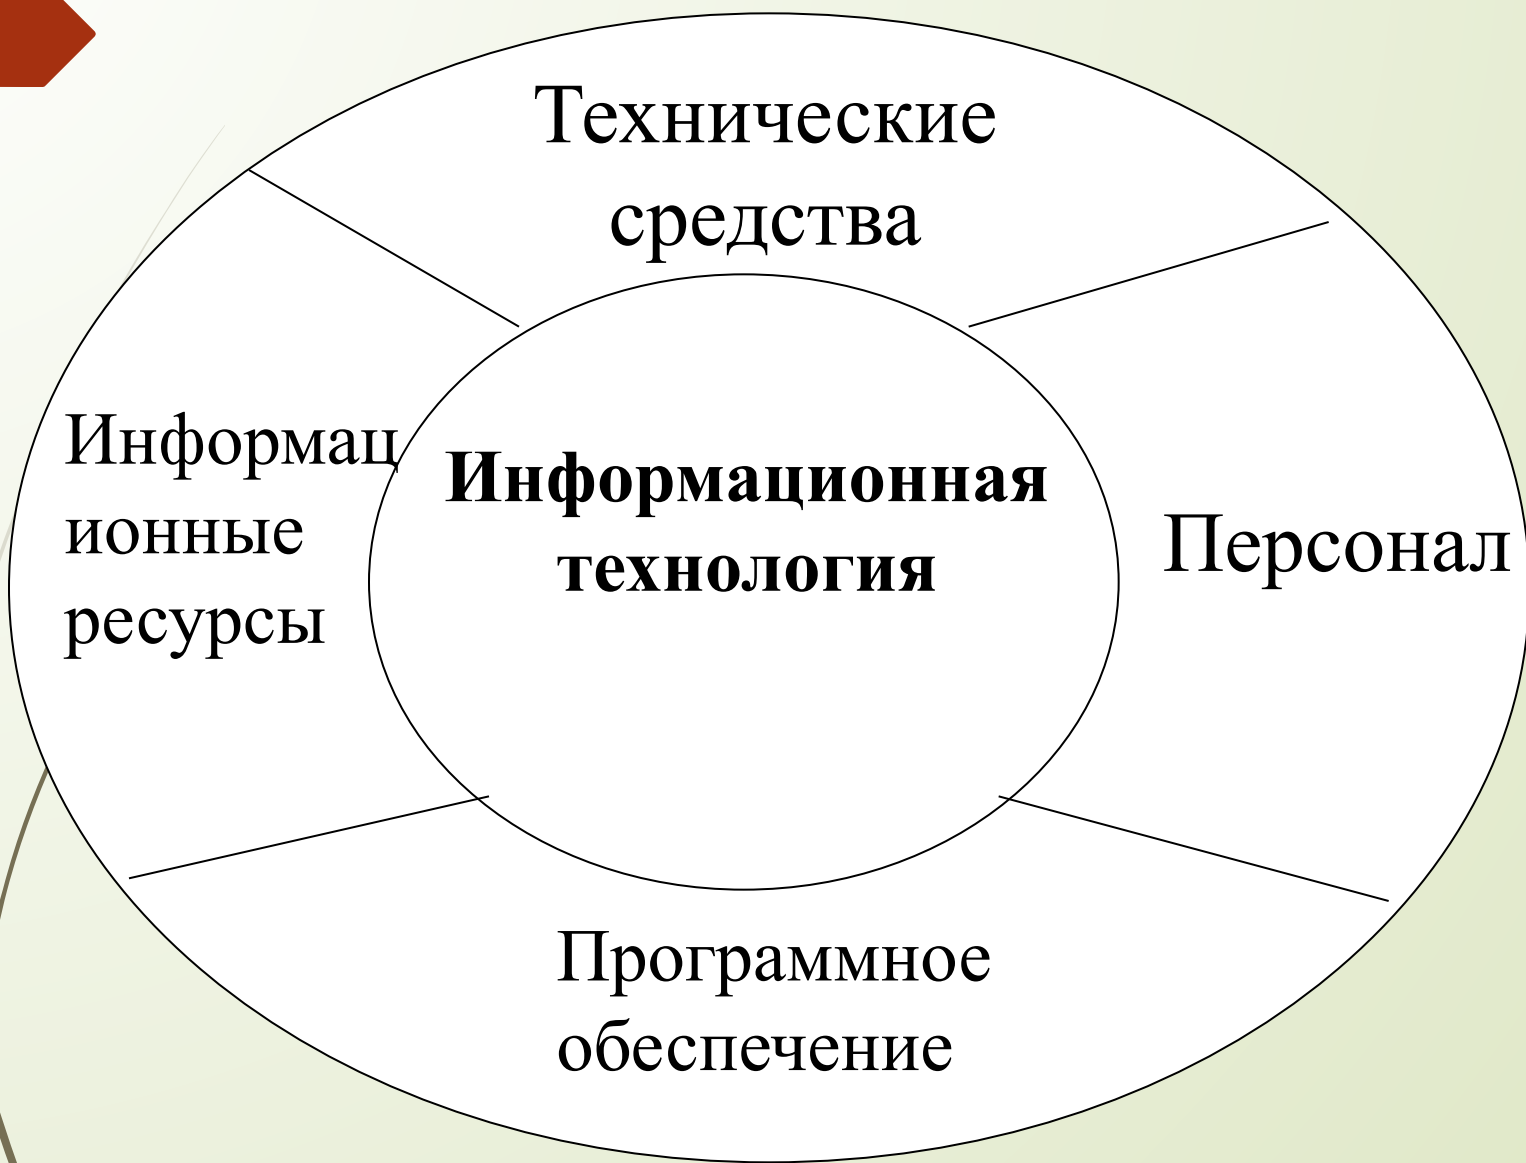 Технические
средства
Информац
ионные
ресурсы
Информационная
технология
Персонал
Программное
обеспечение